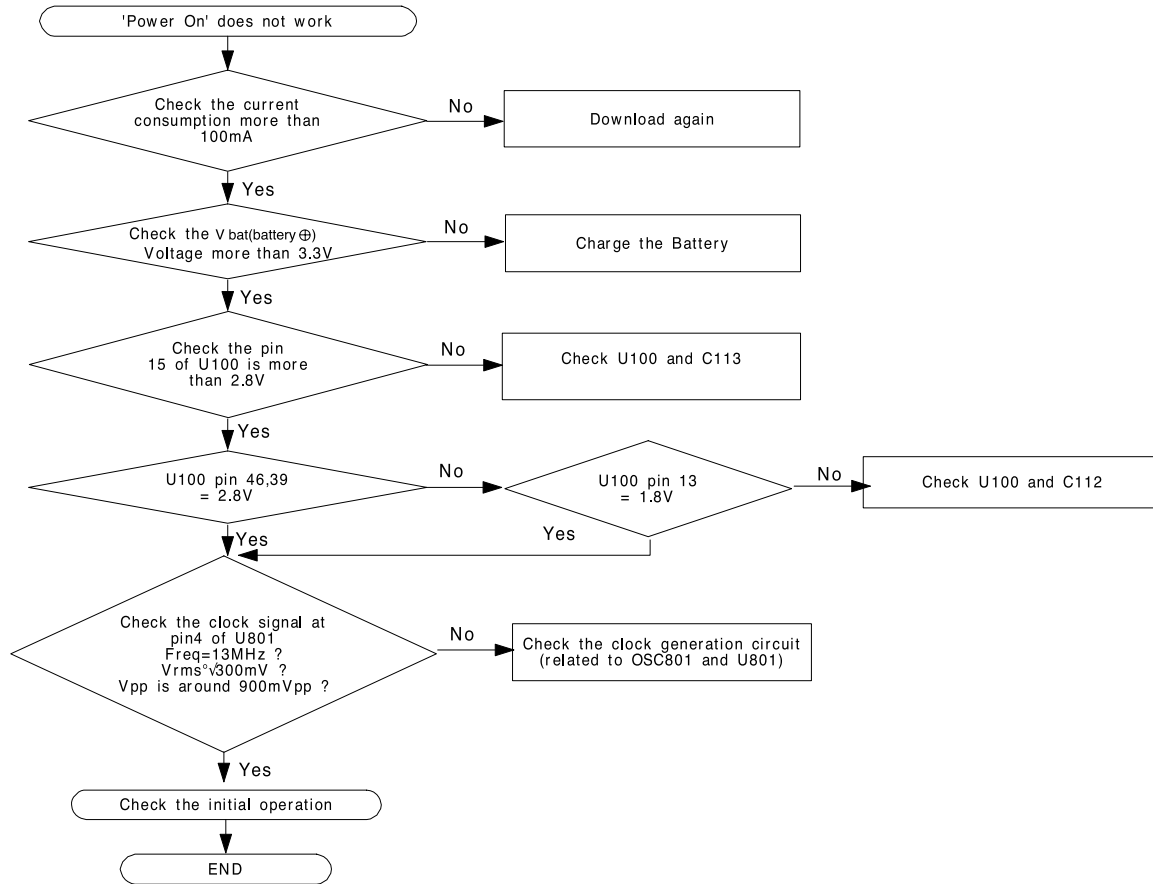 'Power On' does not work
Check the current
consumption more than
100mA
No
Download again
Yes
Check the V bat(battery ⊕)
Voltage more than 3.3V
No
Charge the Battery
Yes
Check the pin
15 of U100 is more
than 2.8V
No
Check U100 and C113
Yes
U100 pin 46,39
= 2.8V
No
U100 pin 13
= 1.8V
No
Check U100 and C112
Yes
Yes
Check the clock signal at
pin4 of U801
Freq=13MHz ?
Vrms°√300mV ?
Vpp is around 900mVpp ?
No
Check the clock generation circuit
(related to OSC801 and U801)
Yes
Check the initial operation
END